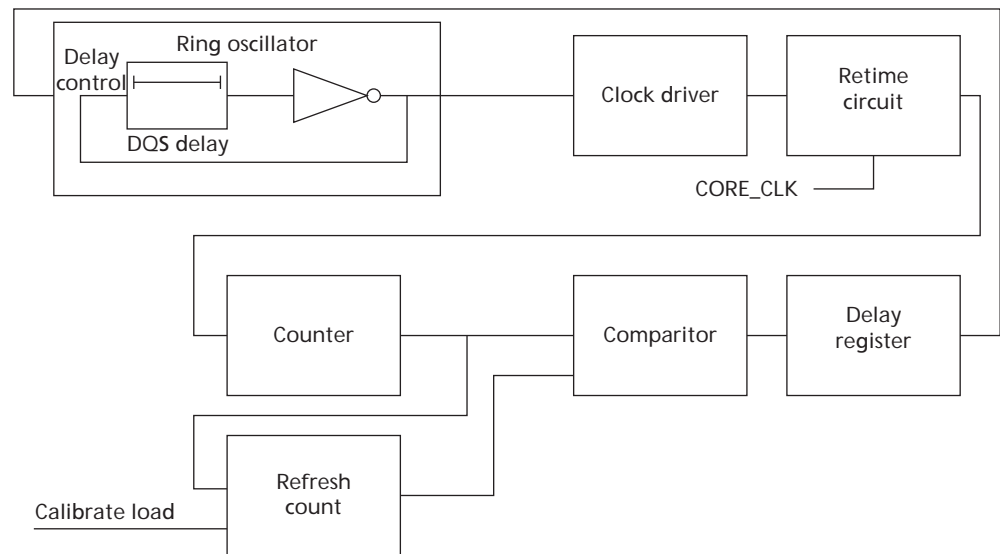 Ring oscillator
Delay
control
DQS delay
Clock driver
Retime
circuit
CORE_CLK
Counter
Comparitor
Delay
register
Refresh
count
Calibrate load